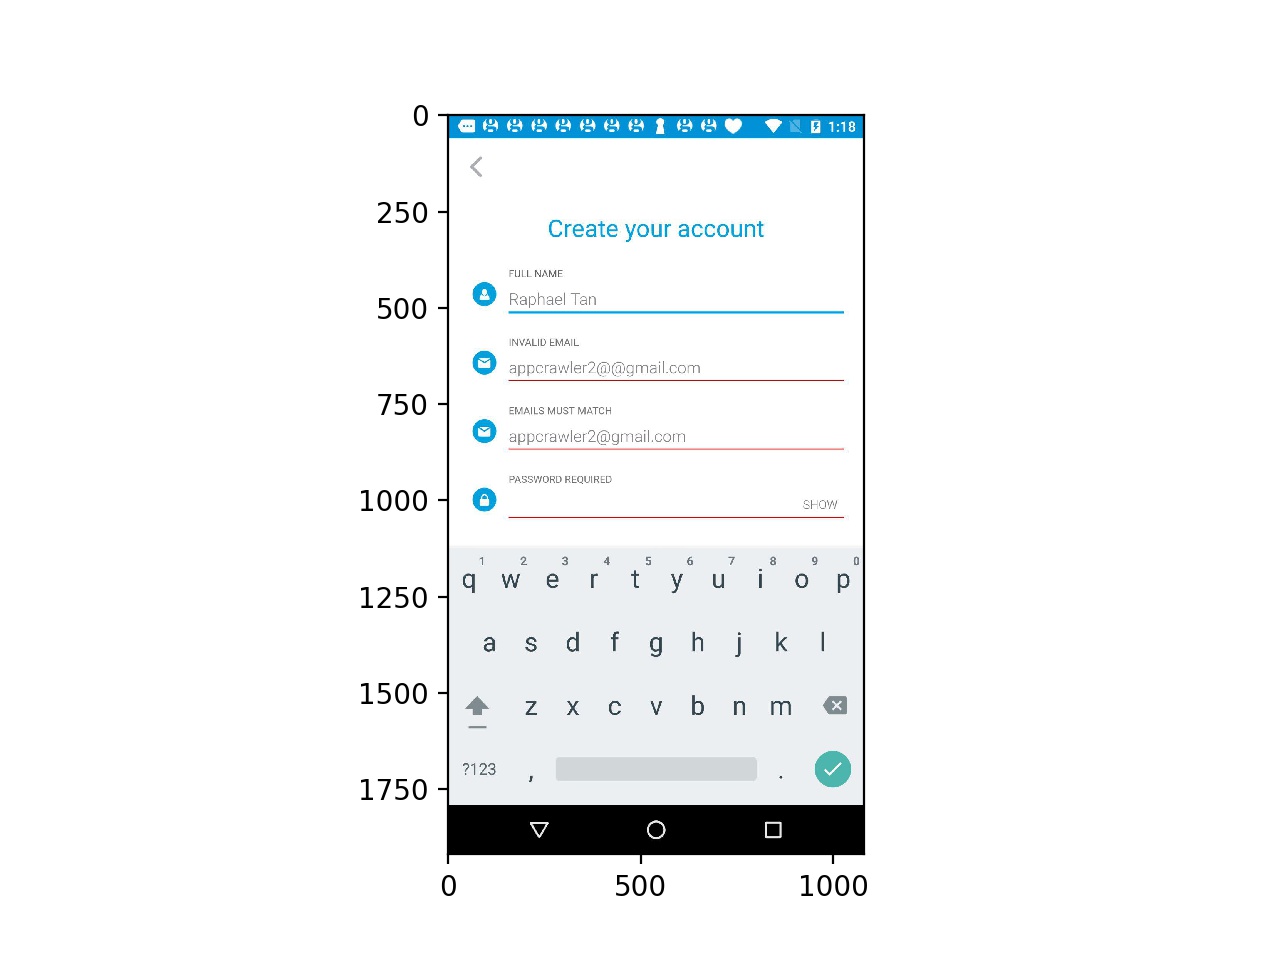 0
1:18
250
Create your account
FULL NAME
500
Raphael Tan
INVALID EMAIL
appcrawler2@@gmail.com
750
EMAILS MUST MATCH
appcrawler2@gmail.com
PASSWORD REQUIRED
1000
SHOW
1 2 3 4 5 6 7 8 9 0
q w e r t y u i o p
1250
a s d f g h j k l
1500
z x c v b n m
?123 , .
1750
0 500 1000